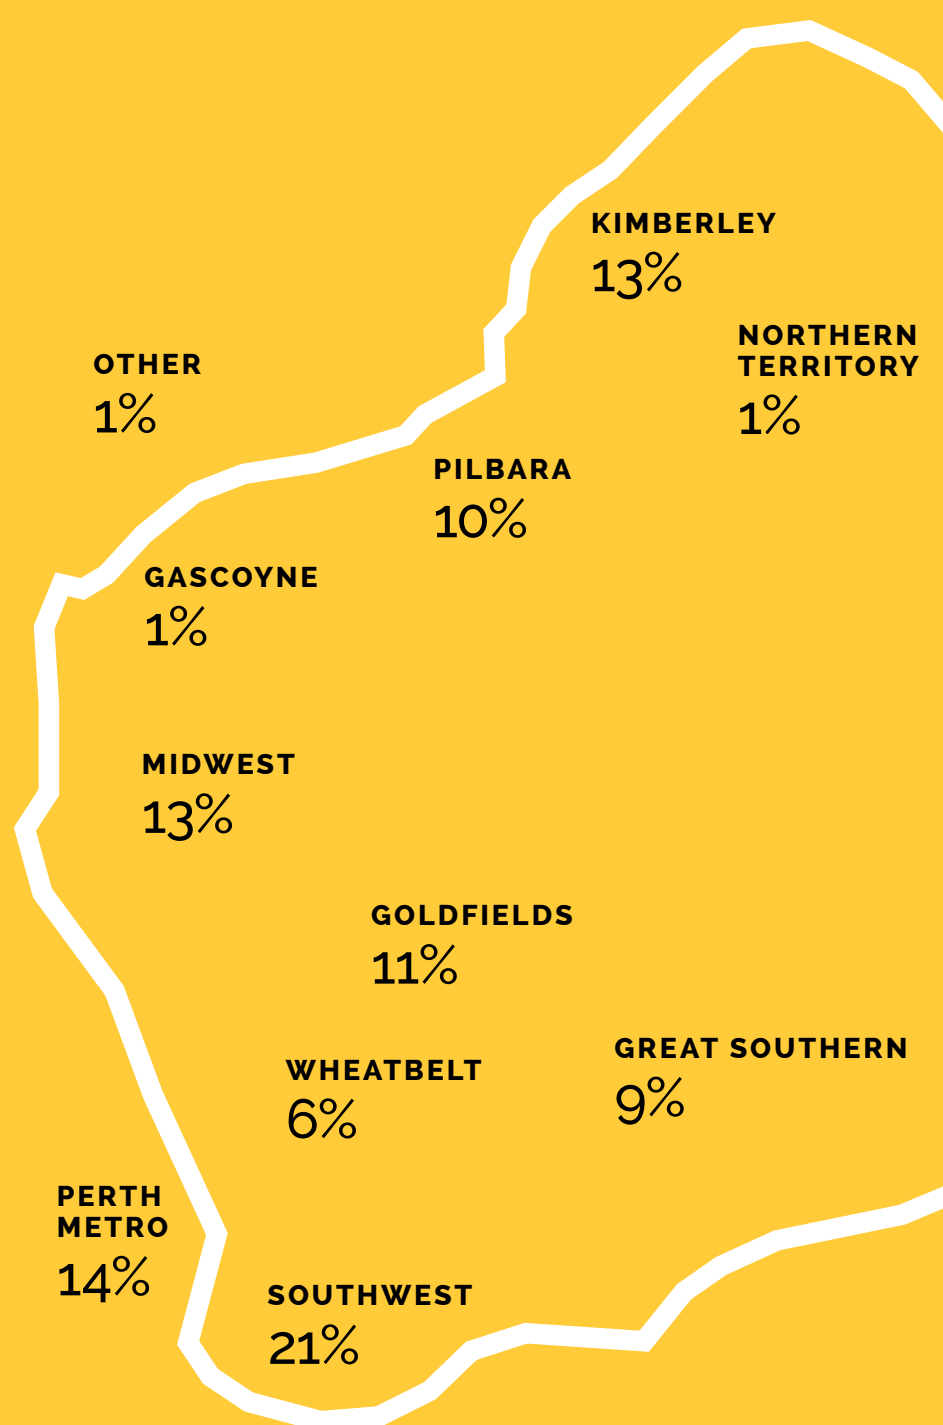 KIMBERLEY
13%
NORTHERN
TERRITORY
1%
OTHER
1%
PILBARA
10%
GASCOYNE
1%
MIDWEST
13%
GOLDFIELDS
11%
GREAT SOUTHERN
9%
WHEATBELT
6%
PERTH
METRO
14%
SOUTHWEST
21%